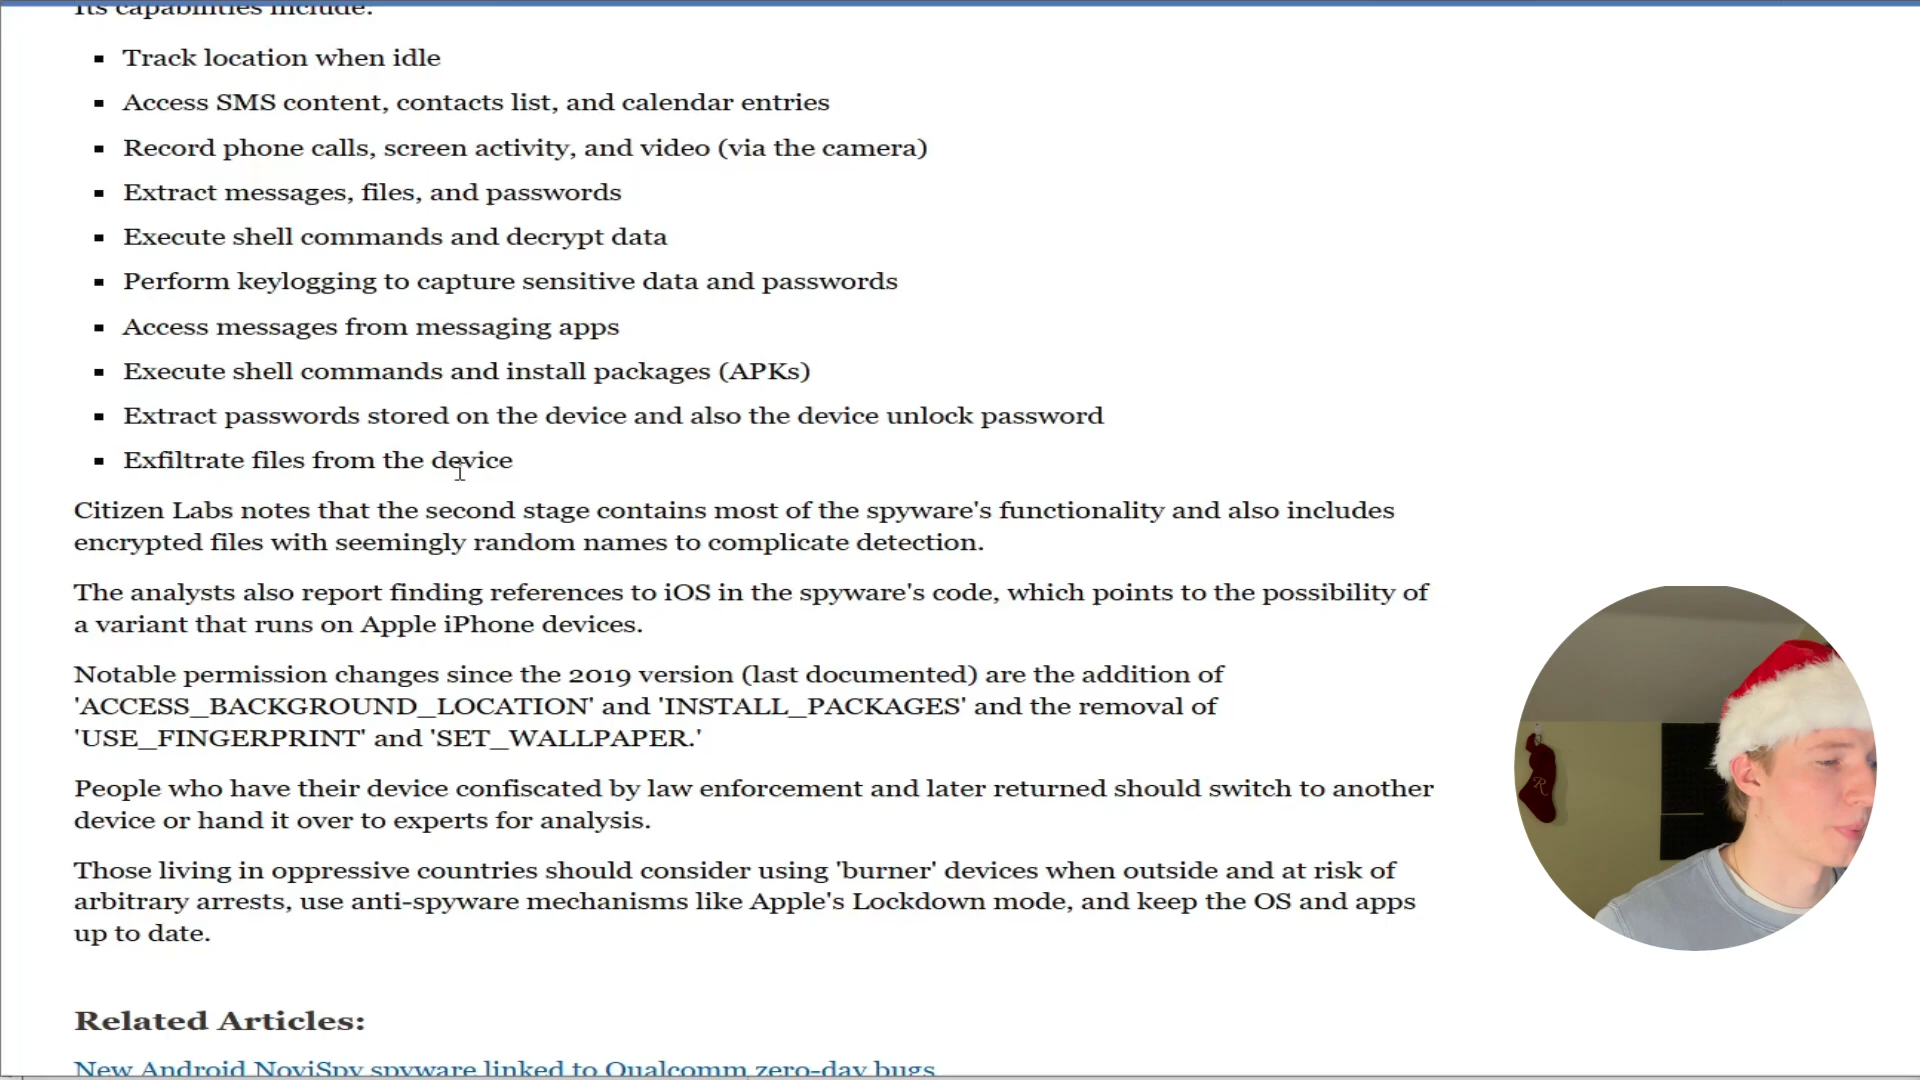 Its capabilities include:
Track location when idle
Access SMS content, contacts list, and calendar entries
Record phone calls, screen activity, and video (via the camera)
Extract messages, files, and passwords
Execute shell commands and decrypt data
Perform keylogging to capture sensitive data and passwords
Access messages from messaging apps
Execute shell commands and install packages (APKs)
Extract passwords stored on the device and also the device unlock password
Exfiltrate files from the device
Citizen Labs notes that the second stage contains most of the spyware's functionality and also includes
encrypted files with seemingly random names to complicate detection.
The analysts also report finding references to iOS in the spyware's code, which points to the possibility of
a variant that runs on Apple iPhone devices.
Notable permission changes since the 2019 version (last documented) are the addition of
'ACCESS_BACKGROUND_LOCATION' and 'INSTALL_PACKAGES' and the removal of
'USE_FINGERPRINT' and 'SET_WALLPAPER.'
People who have their device confiscated by law enforcement and later returned should switch to another
device or hand it over to experts for analysis.
Those living in oppressive countries should consider using 'burner' devices when outside and at risk of
arbitrary arrests, use anti-spyware mechanisms like Apple's Lockdown mode, and keep the OS and apps
up to date.
R
Related Articles:
New Android NoviSpy spyware linked to Qualcomm zero-day bugs